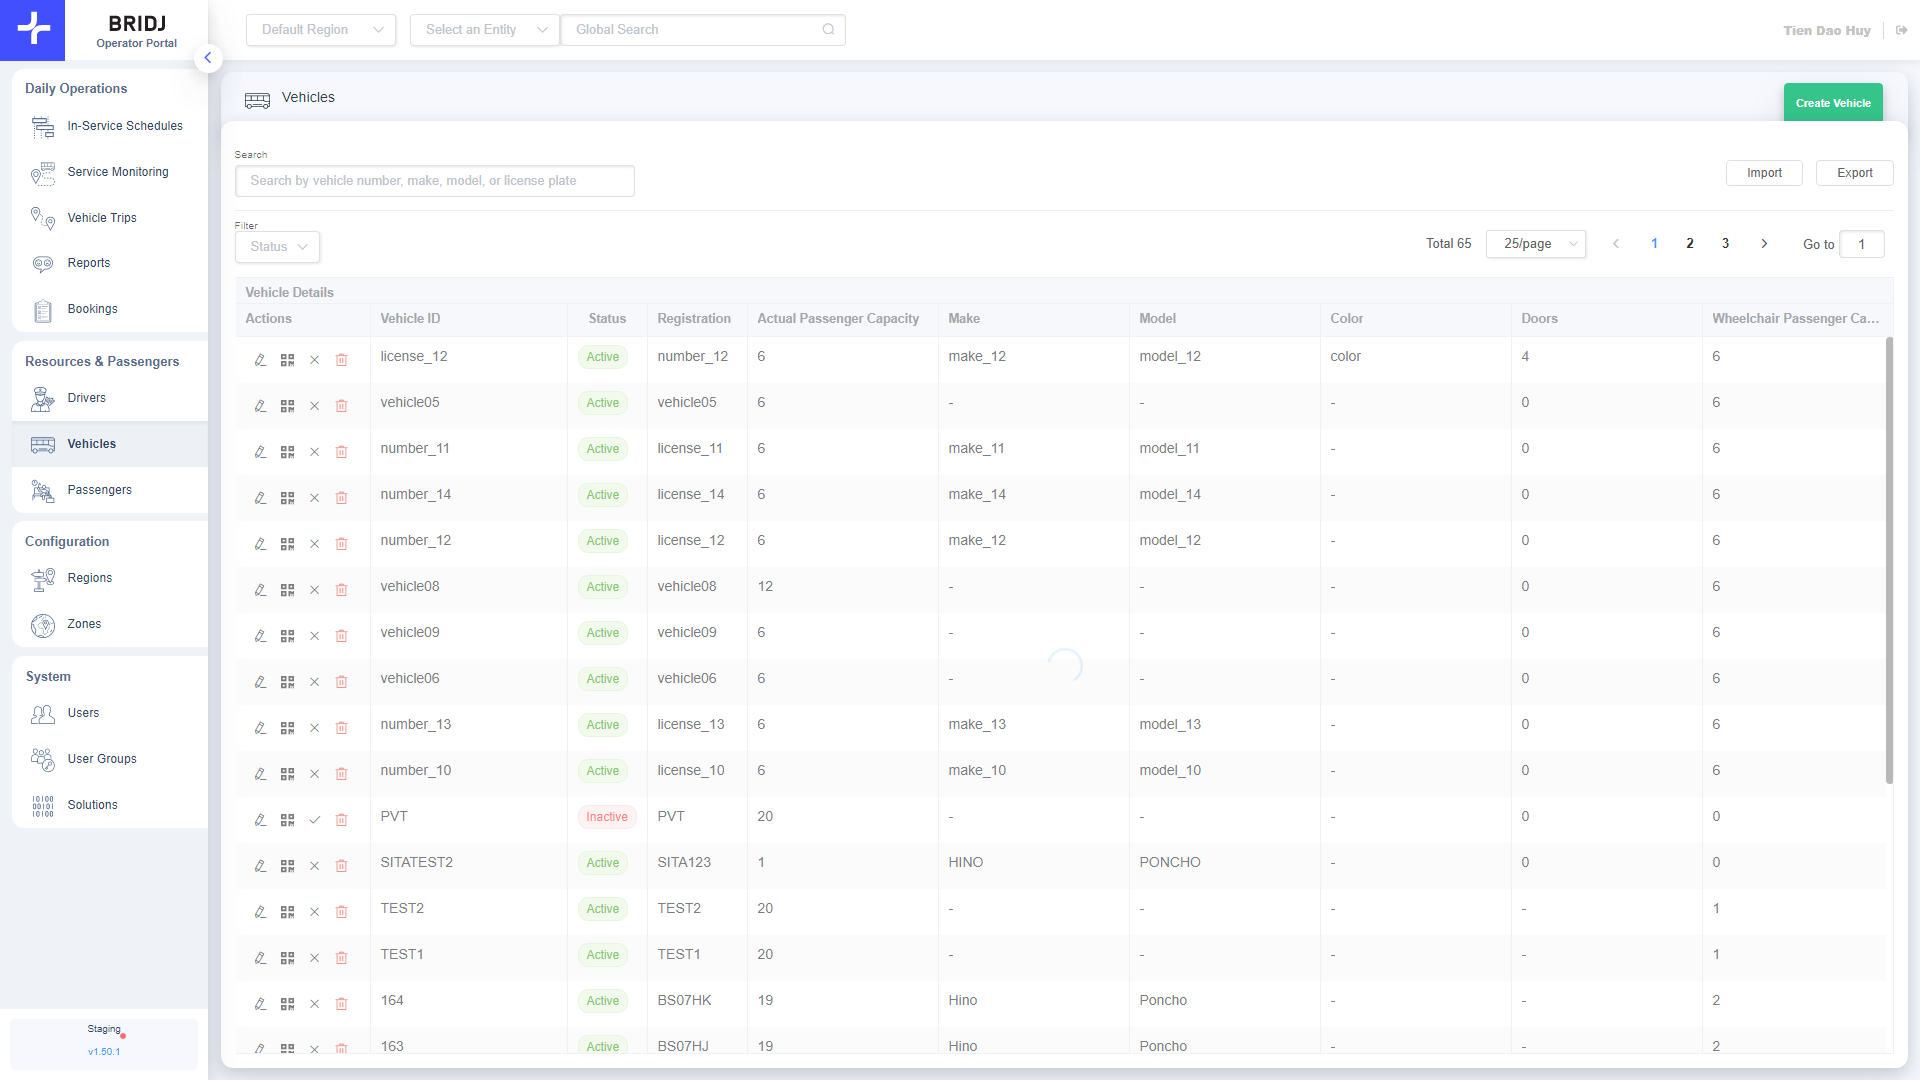 BRIDJ
Operator Portal
Default Region
Select an Entity
Global Search
Tien Dao Huy
Daily Operations
In-Service Schedules
Service Monitoring
Vehicle Trips
Reports
Bookings
Resources & Passengers
Drivers
Vehicles
Passengers
Configuration
Regions
Zones
System
Users
User Groups
Solutions
Staging
v1.50.1
Vehicles
Create Vehicle
Search
Search by vehicle number, make, model, or license plate
Import
Export
Filter
Status
Total 65
25/page
1 2 3
Go to 1
Vehicle Details
Actions Vehicle ID Status Registration Actual Passenger Capacity Make Model Color Doors Wheelchair Passenger Ca...
license_12 Active number_12 6 make_12 model_12 color 4 6
vehicle05 Active vehicle05 6 - - - 0 6
number_11 Active license_11 6 make_11 model_11 - 0 6
number_14 Active license_14 6 make_14 model_14 - 0 6
number_12 Active license_12 6 make_12 model_12 - 0 6
vehicle08 Active vehicle08 12 - - - 0 6
vehicle09 Active vehicle09 6 - - - 0 6
vehicle06 Active vehicle06 6 - - - 0 6
number_13 Active license_13 6 make_13 model_13 - 0 6
number_10 Active license_10 6 make_10 model_10 - 0 6
PVT Inactive PVT 20 - - - 0 0
SITATEST2 Active SITA123 1 HINO PONCHO - 0 0
TEST2 Active TEST2 20 - - - - 1
TEST1 Active TEST1 20 - - - - 1
164 Active BS07HK 19 Hino Poncho - - 2
163 Active BS07HJ 19 Hino Poncho - - 2